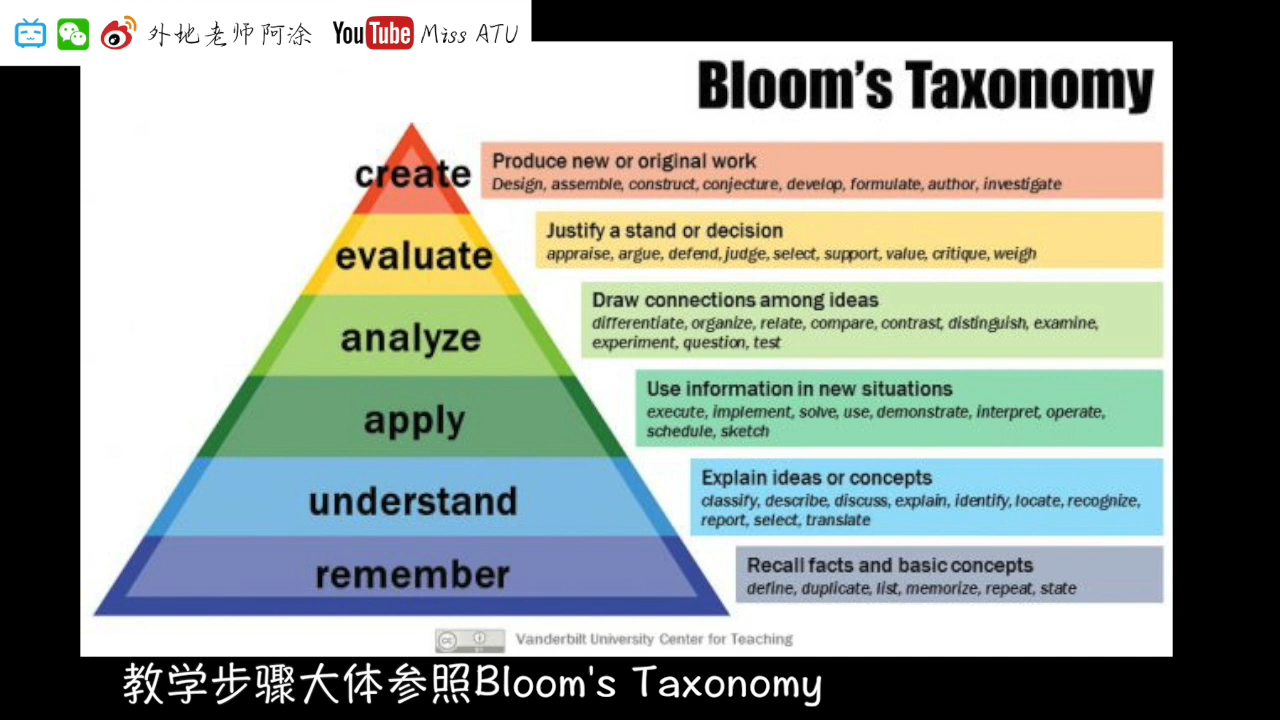 外地老师阿涂 YouTube Miss ATU
Bloom's Taxonomy
create
Produce new or original work
Design, assemble, construct, conjecture, develop, formulate, author, investigate
evaluate
Justify a stand or decision
appraise, argue, defend, judge, select, support, value, critique, weigh
analyze
Draw connections among ideas
differentiate, organize, relate, compare, contrast, distinguish, examine,
experiment, question, test
apply
Use information in new situations
execute, implement, solve, use, demonstrate, interpret, operate,
schedule, sketch
understand
Explain ideas or concepts
classify, describe, discuss, explain, identify, locate, recognize,
report, select, translate
remember
Recall facts and basic concepts
define, duplicate, list, memorize, repeat, state
Vanderbilt University Center for Teaching
教学步骤大体参照Bloom's Taxonomy